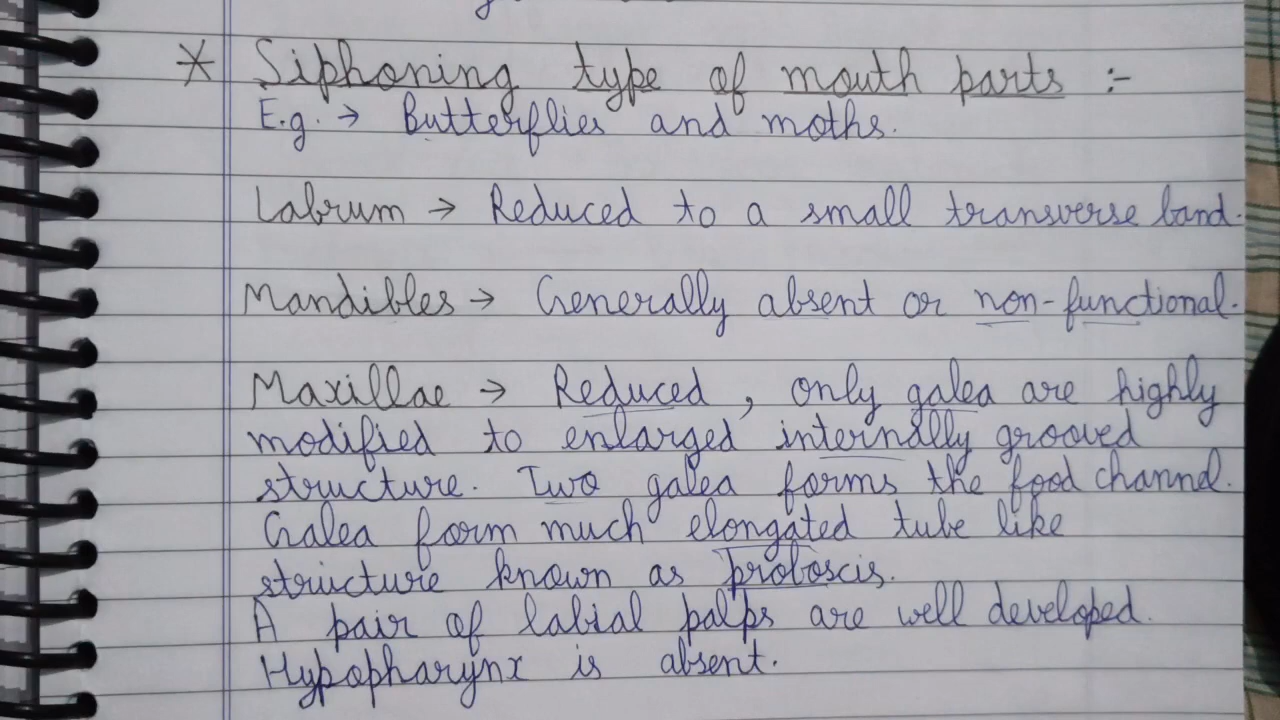 * Siphoning type of mouth parts :-
E.g. → Butterflies and moths.
Labrum → Reduced to a small transverse band.
Mandibles → Generally absent or non-functional.
Maxillae → Reduced, only galea are highly
modified to enlarged internally grooved
structure. Two galea forms the food channel.
Galea form much elongated tube like
structure known as proboscis.
A pair of labial palps are well developed.
Hypopharynx is absent.